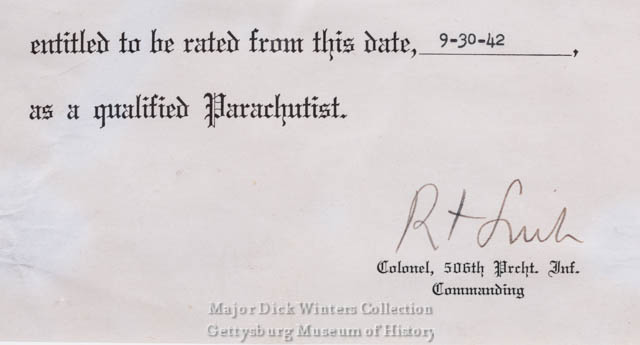 entitled to be rated from this date, 9-30-42,
as a qualified Parachutist.
Colonel, 506th Prcht. Inf.
Commanding
Major Dick Winters Collection
Gettysburg Museum of History